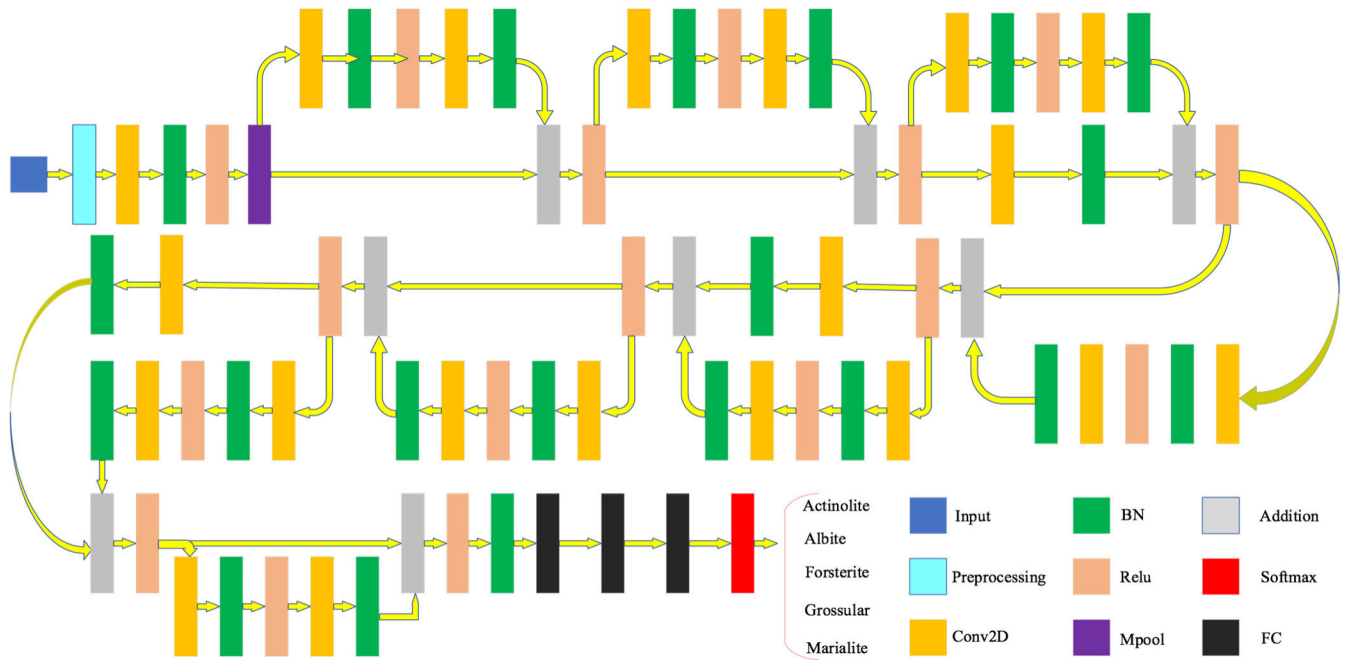 Actinolite
Albite
Forsterite
Grossular
Marialite
Input
BN
Addition
Preprocessing
Relu
Softmax
Conv2D
Mpool
FC